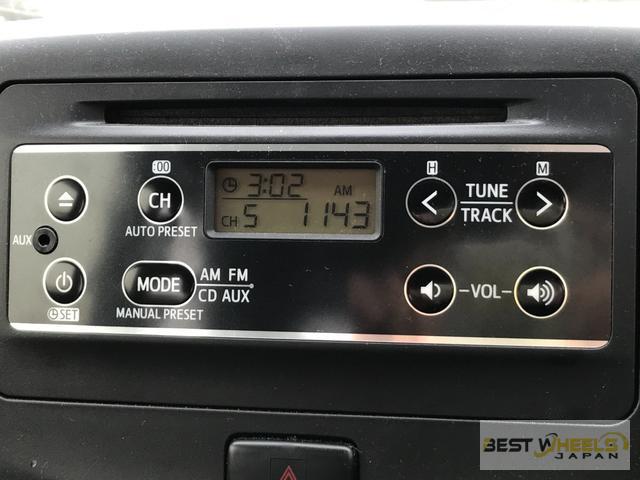 :00
H
M
3:02 AM
CH 5 1143
CH
AUTO PRESET
TUNE
TRACK
AUX
MODE
AM FM
CD AUX
MANUAL PRESET
-VOL-
SET
BEST WHEELS
JAPAN